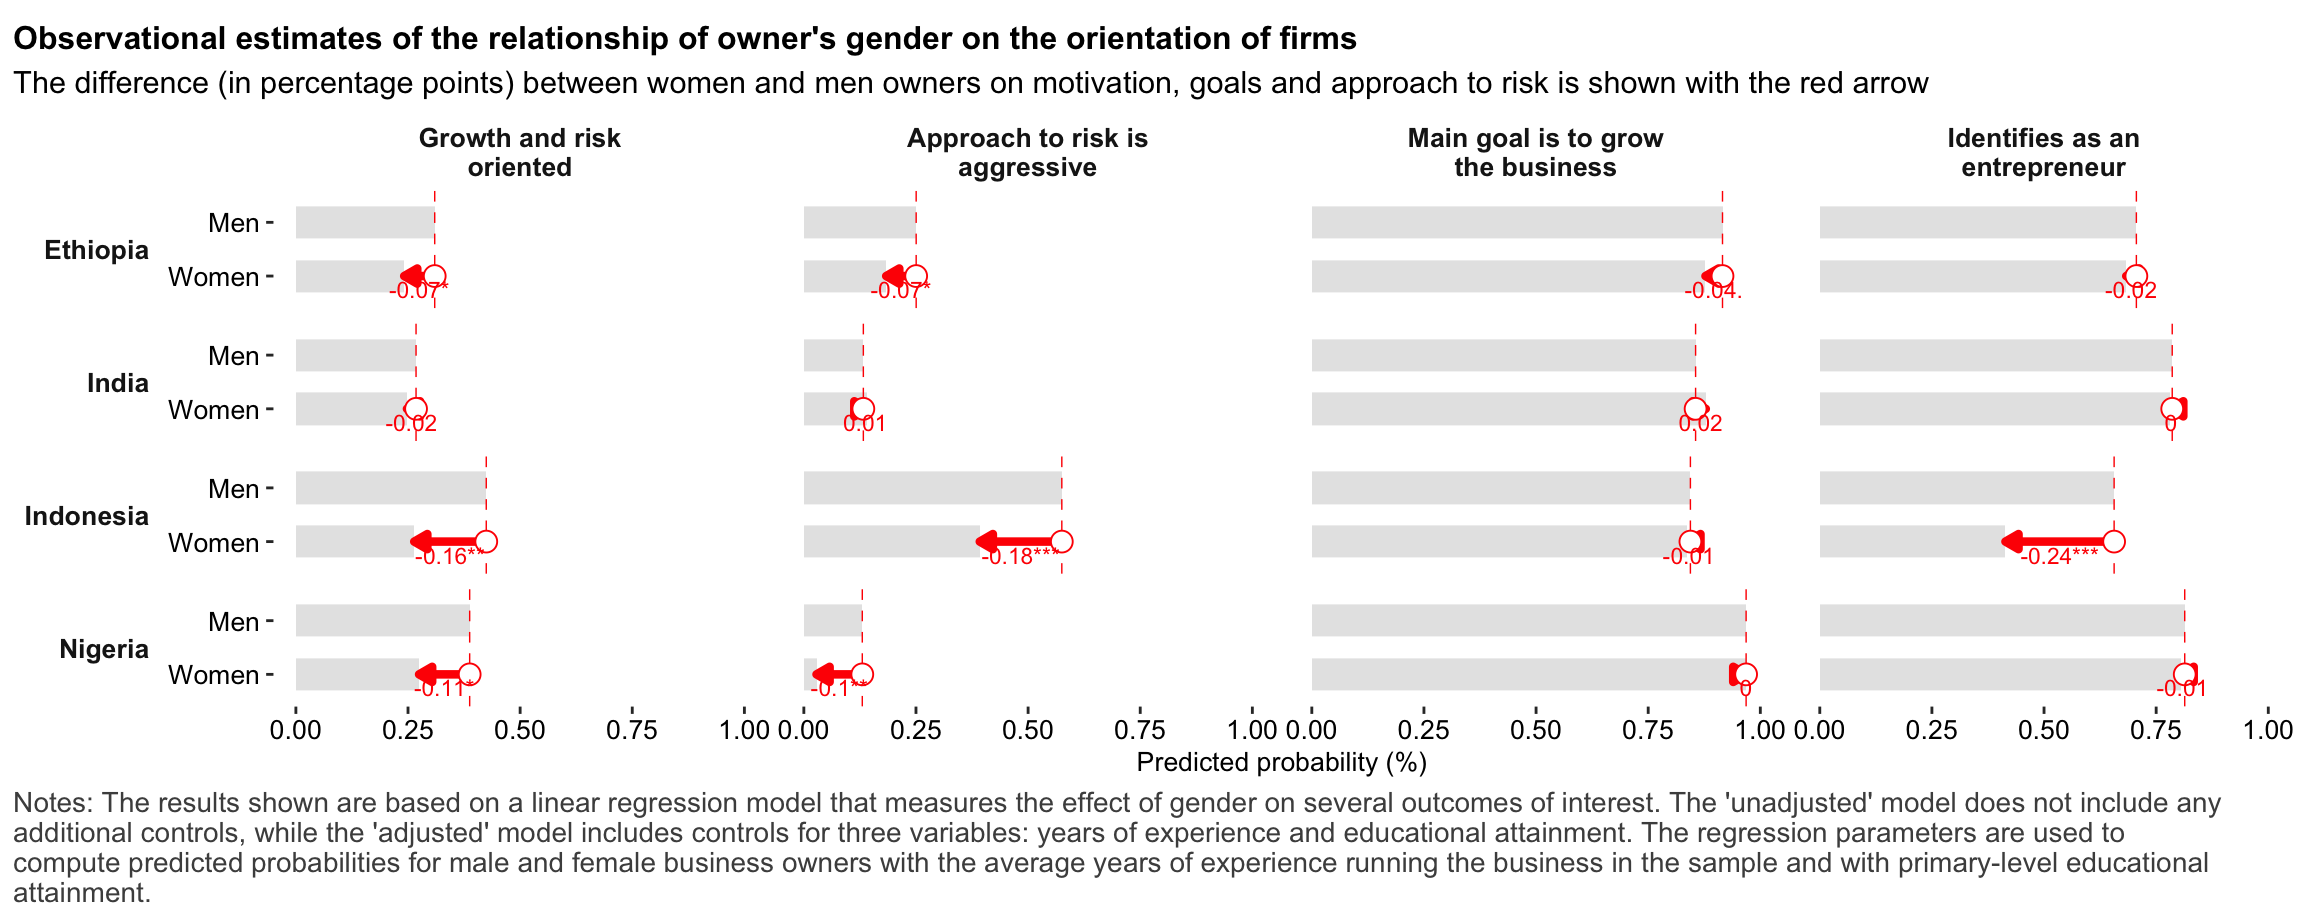 Observational estimates of the relationship of owner's gender on the orientation of firms
The difference (in percentage points) between women and men owners on motivation, goals and approach to risk is shown with the red arrow
Growth and risk
oriented
Approach to risk is
aggressive
Main goal is to grow
the business
Identifies as an
entrepreneur
Ethiopia
Men
Women
-0.07*
-0.07*
-0.04.
-0.02
India
Men
Women
-0.02
0.01
0.02
0
Indonesia
Men
Women
-0.16**
-0.18***
-0.01
-0.24***
Nigeria
Men
Women
-0.11*
-0.1**
0
-0.01
0.00 0.25 0.50 0.75 1.00 0.00 0.25 0.50 0.75 1.00 0.00 0.25 0.50 0.75 1.00 0.00 0.25 0.50 0.75 1.00
Predicted probability (%)
Notes: The results shown are based on a linear regression model that measures the effect of gender on several outcomes of interest. The 'unadjusted' model does not include any
additional controls, while the 'adjusted' model includes controls for three variables: years of experience and educational attainment. The regression parameters are used to
compute predicted probabilities for male and female business owners with the average years of experience running the business in the sample and with primary-level educational
attainment.